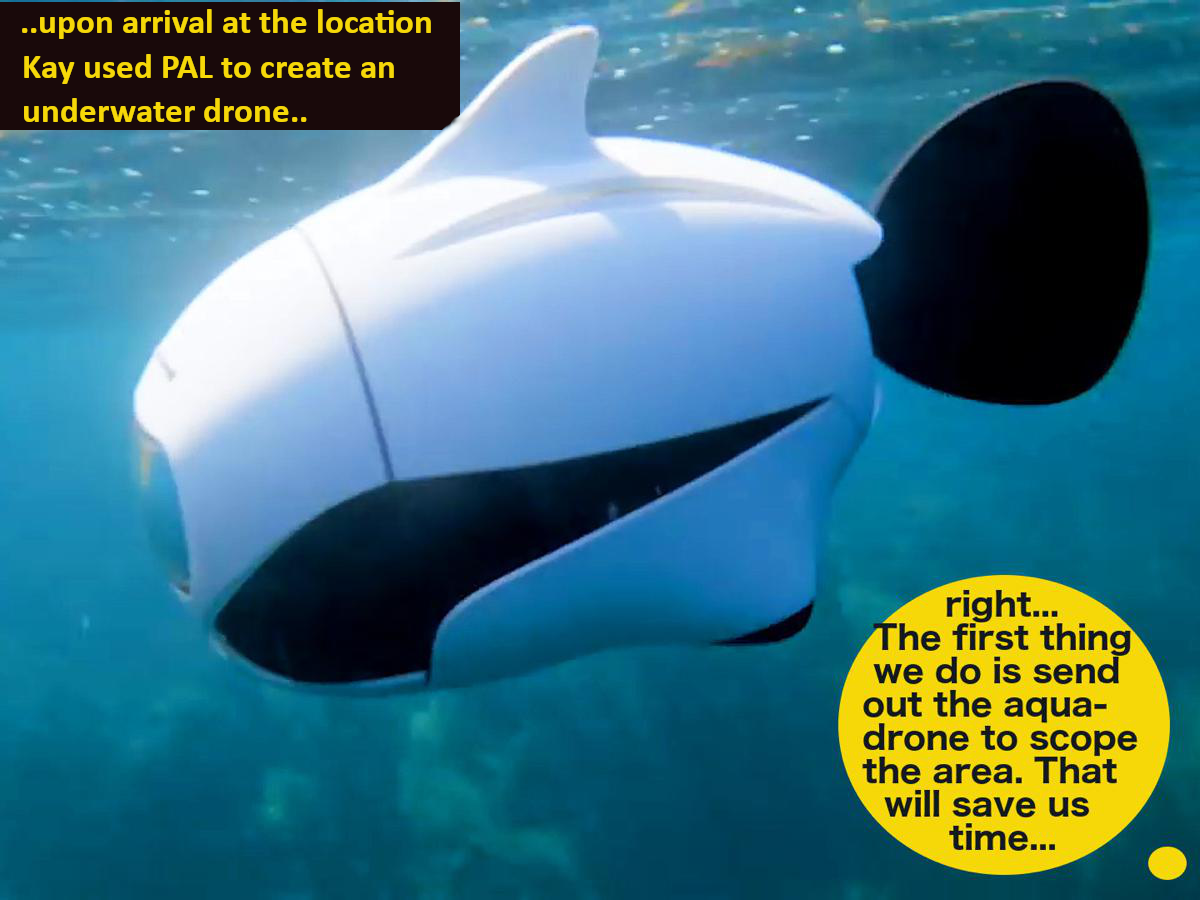 ..upon arrival at the location
Kay used PAL to create an
underwater drone..
right...
The first thing
we do is send
out the aqua-
drone to scope
the area. That
will save us
time...